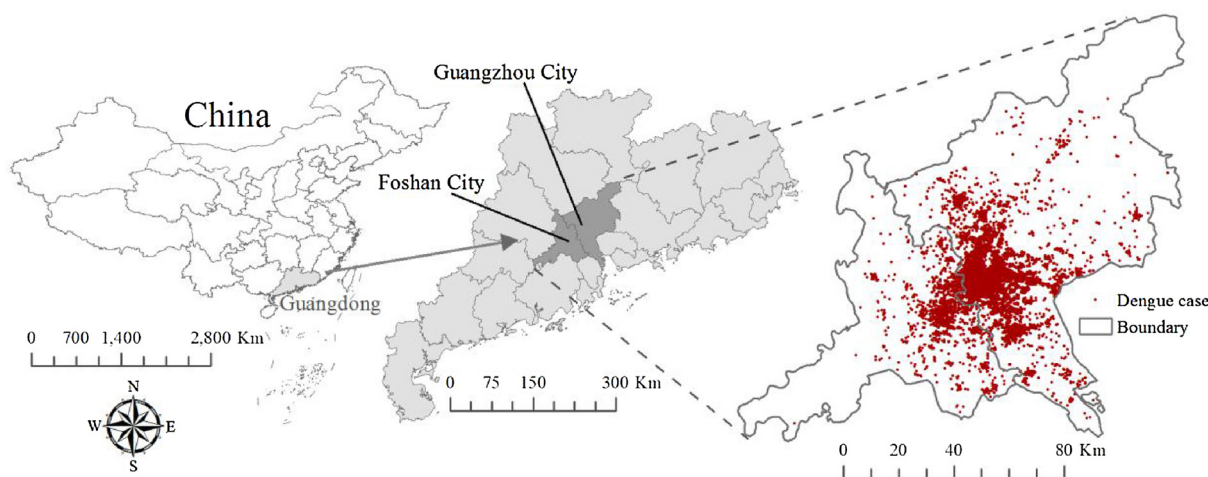 China
Guangdong
0 700 1,400 2,800 Km
N
W E
S
Guangzhou City
Foshan City
0 75 150 300 Km
Dengue case
Boundary
0 20 40 80 Km